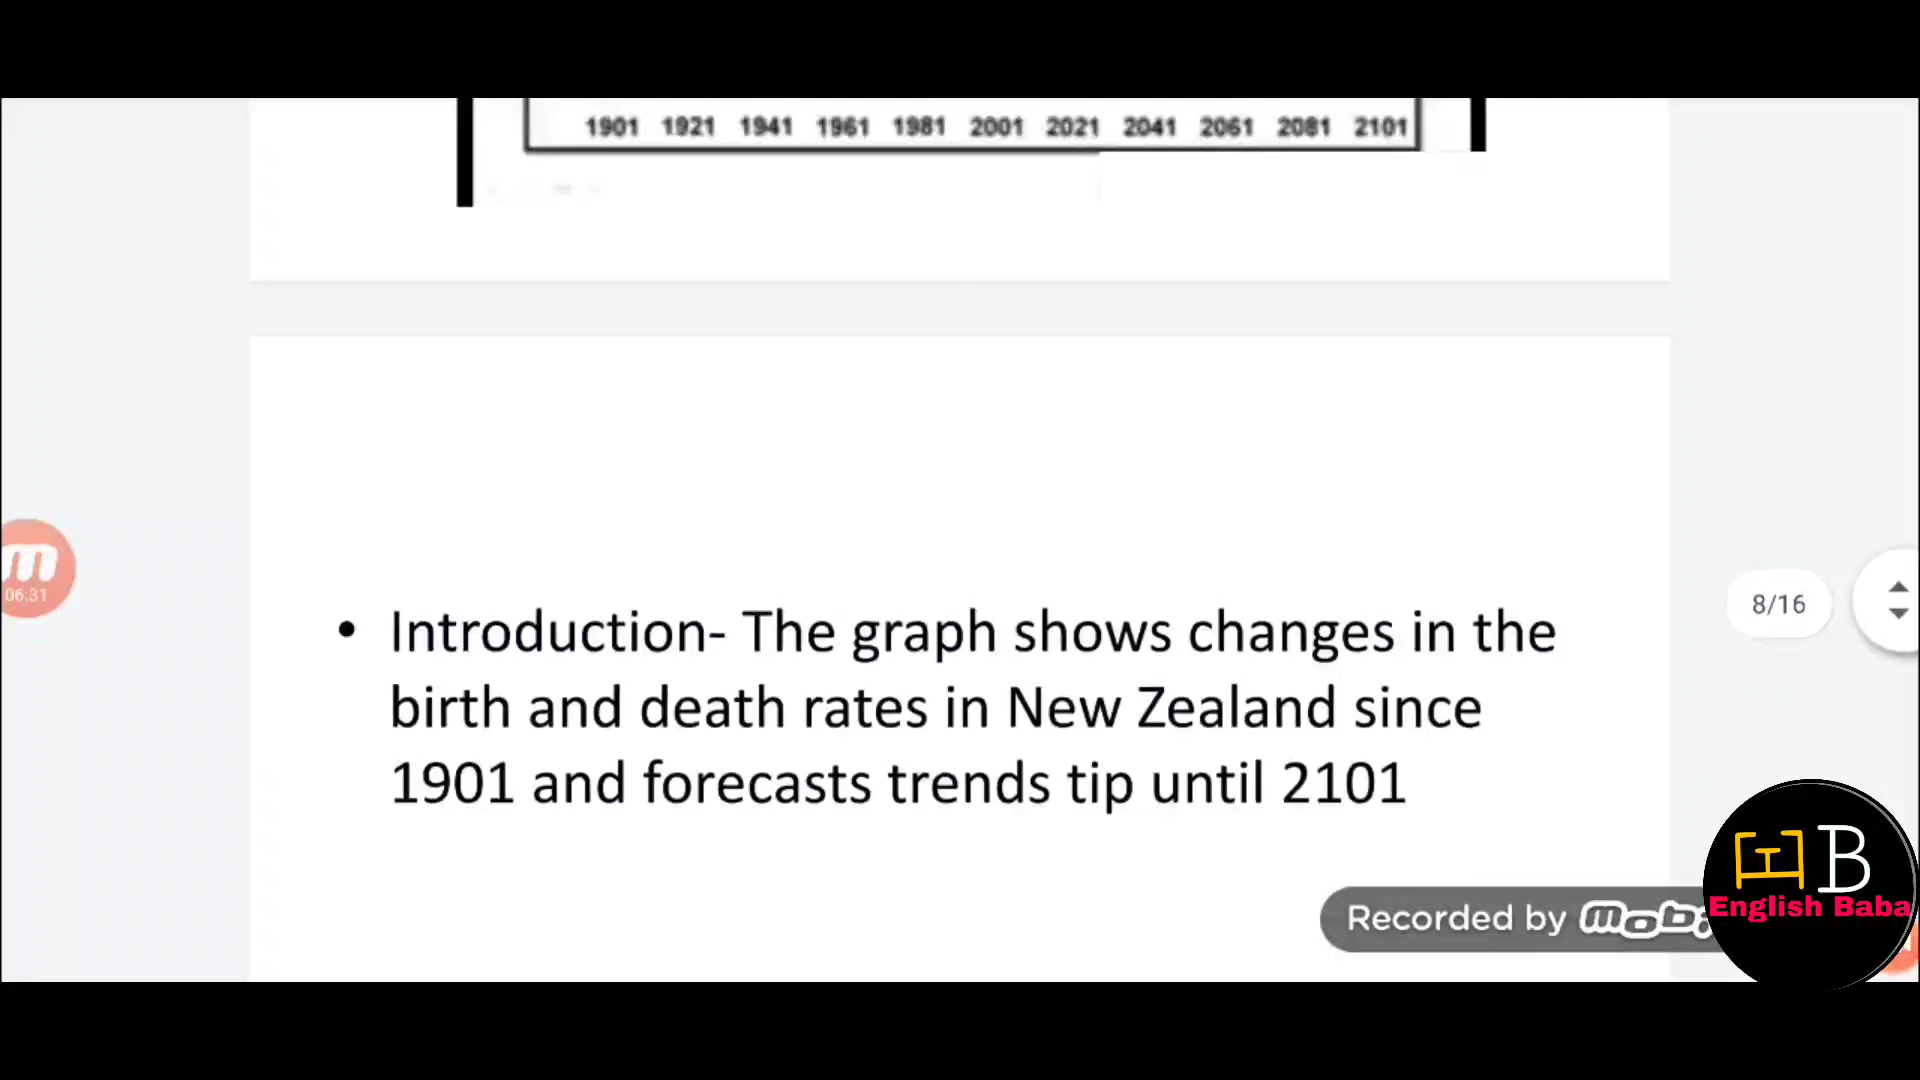 1901 1921 1941 1961 1981 2001 2021 2041 2061 2081 2101
m
06:31
8/16
• Introduction- The graph shows changes in the
birth and death rates in New Zealand since
1901 and forecasts trends tip until 2101
Recorded by
EB
English Baba